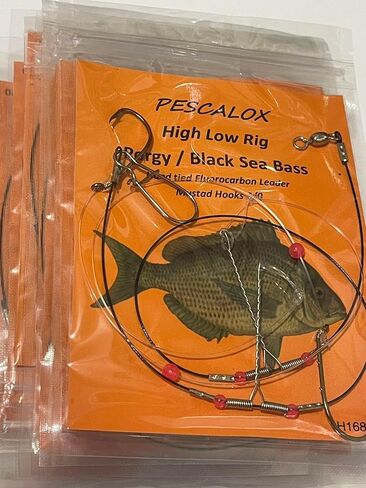 PESCALOX
High Low Rig
Porgy / Black Sea Bass
Hand tied Fluorocarbon Leader
Mustad Hooks 2/0
H168